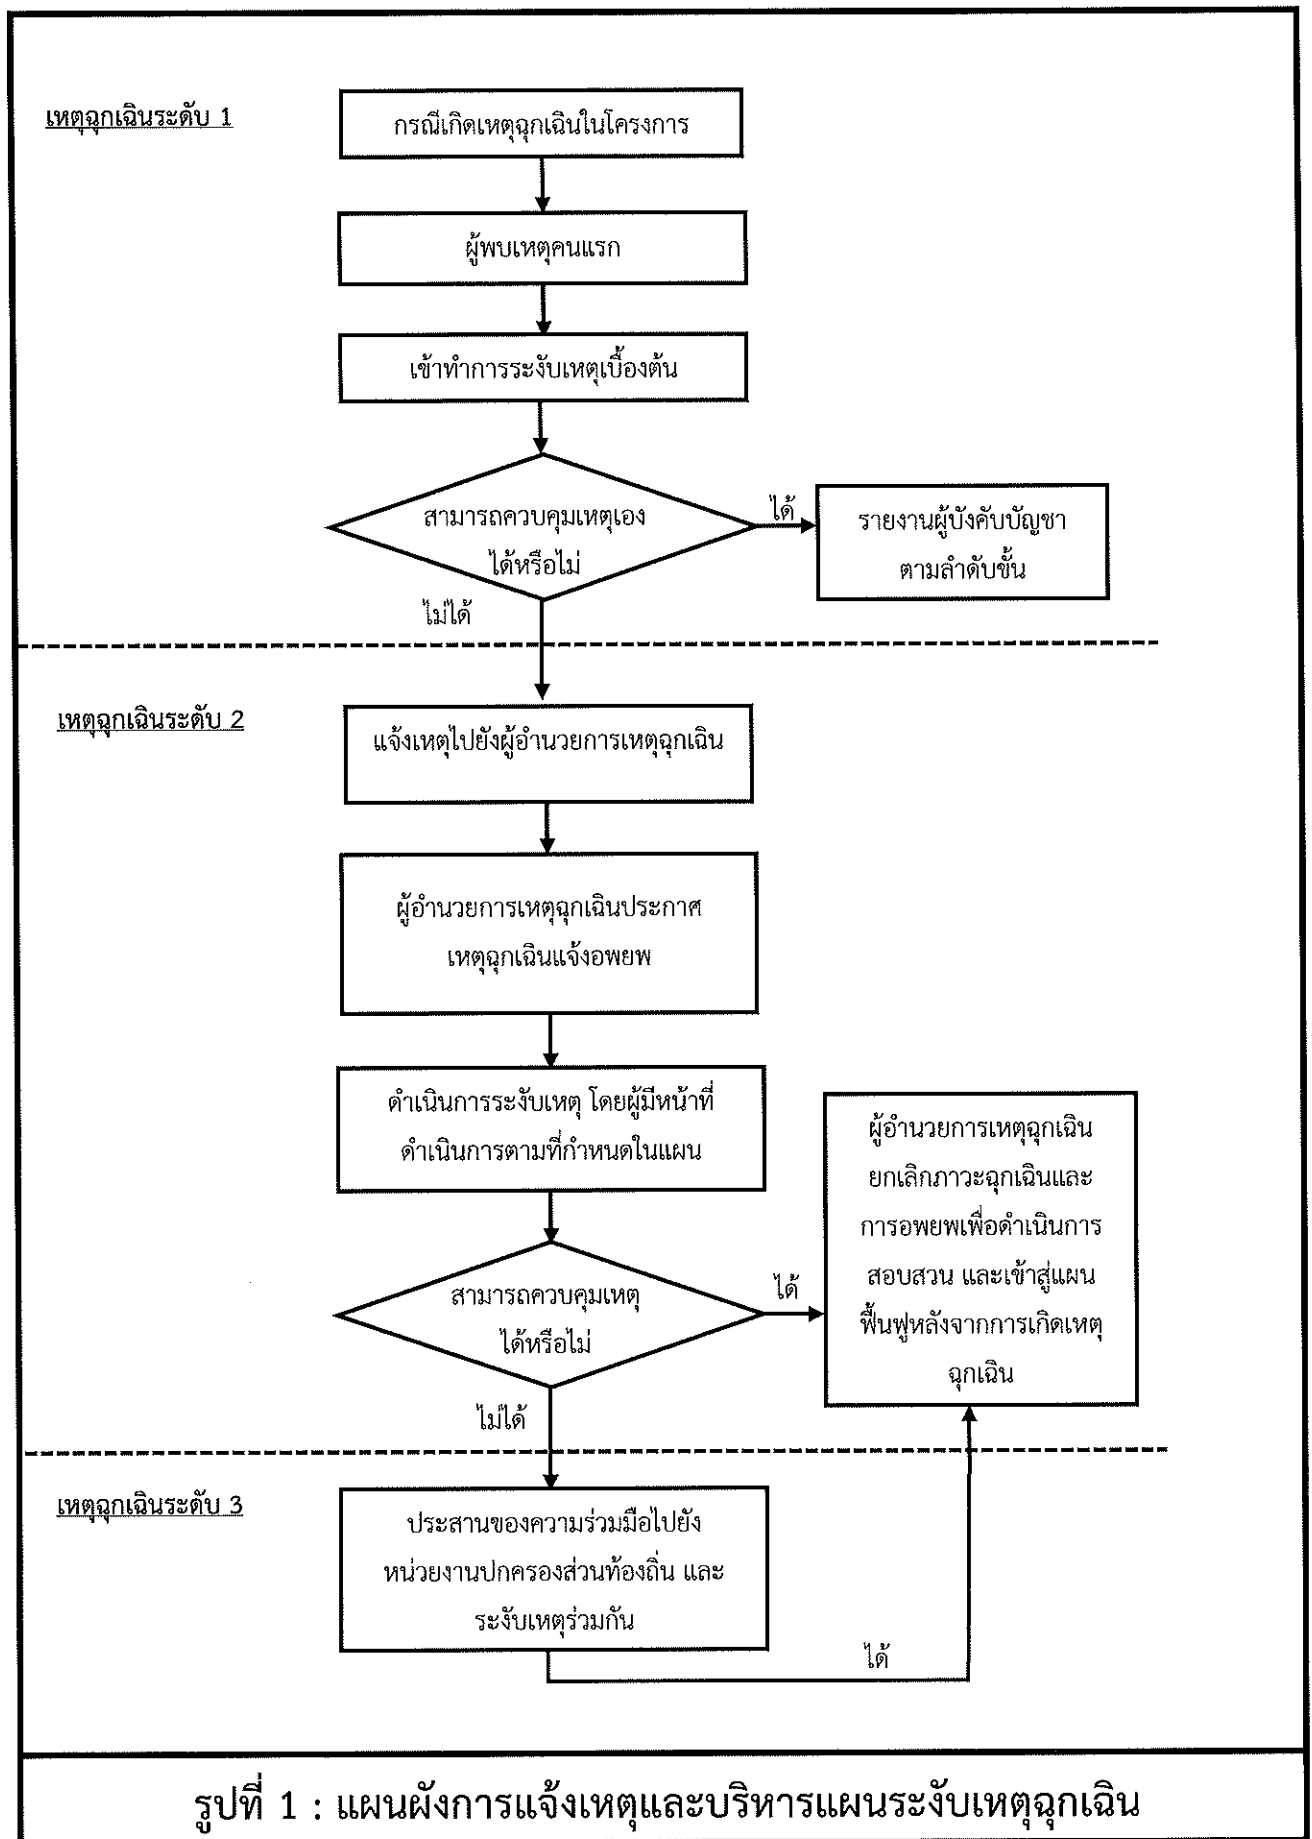 เหตุฉุกเฉินระดับ 1
กรณีเกิดเหตุฉุกเฉินในโครงการ
ผู้พบเหตุคนแรก
เข้าทำการระงับเหตุเบื้องต้น
สามารถควบคุมเหตุเอง
ได้หรือไม่
ได้
รายงานผู้บังคับบัญชา
ตามลำดับขั้น
ไม่ได้
เหตุฉุกเฉินระดับ 2
แจ้งเหตุไปยังผู้อำนวยการเหตุฉุกเฉิน
ผู้อำนวยการเหตุฉุกเฉินประกาศ
เหตุฉุกเฉินแจ้งอพยพ
ดำเนินการระงับเหตุ โดยผู้มีหน้าที่
ดำเนินการตามที่กำหนดในแผน
สามารถควบคุมเหตุ
ได้หรือไม่
ได้
ผู้อำนวยการเหตุฉุกเฉิน
ยกเลิกภาวะฉุกเฉินและ
การอพยพเพื่อดำเนินการ
สอบสวน และเข้าสู่แผน
ฟื้นฟูหลังจากการเกิดเหตุ
ฉุกเฉิน
ไม่ได้
เหตุฉุกเฉินระดับ 3
ประสานของความร่วมมือไปยัง
หน่วยงานปกครองส่วนท้องถิ่น และ
ระงับเหตุร่วมกัน
ได้
รูปที่ 1 : แผนผังการแจ้งเหตุและบริหารแผนระงับเหตุฉุกเฉิน